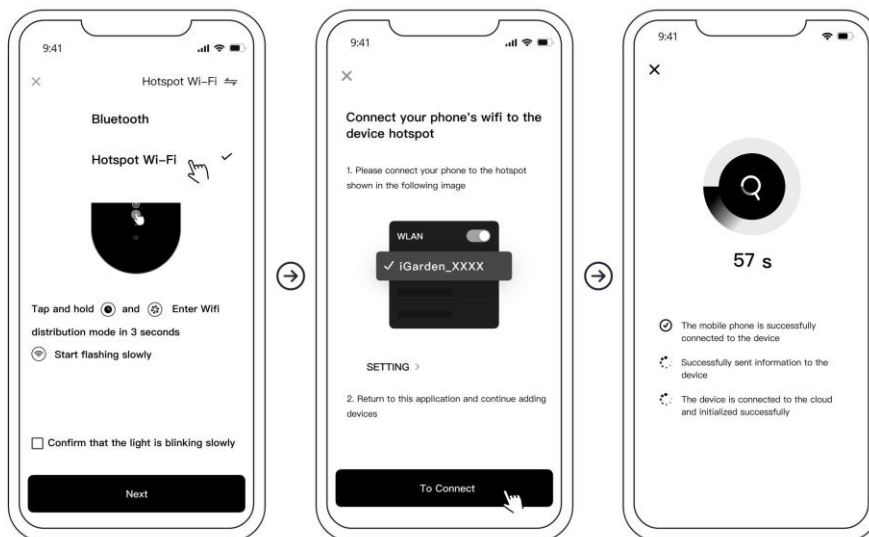 9:41
Hotspot Wi-Fi
Bluetooth
Hotspot Wi-Fi
Tap and hold and Enter Wifi
distribution mode in 3 seconds
Start flashing slowly
Confirm that the light is blinking slowly
Next
9:41
Connect your phone's wifi to the
device hotspot
1. Please connect your phone to the hotspot
shown in the following image
WLAN
iGarden_XXXX
SETTING >
2. Return to this application and continue adding
devices
To Connect
9:41
57 s
The mobile phone is successfully
connected to the device
Successfully sent information to the
device
The device is connected to the cloud
and initialized successfully